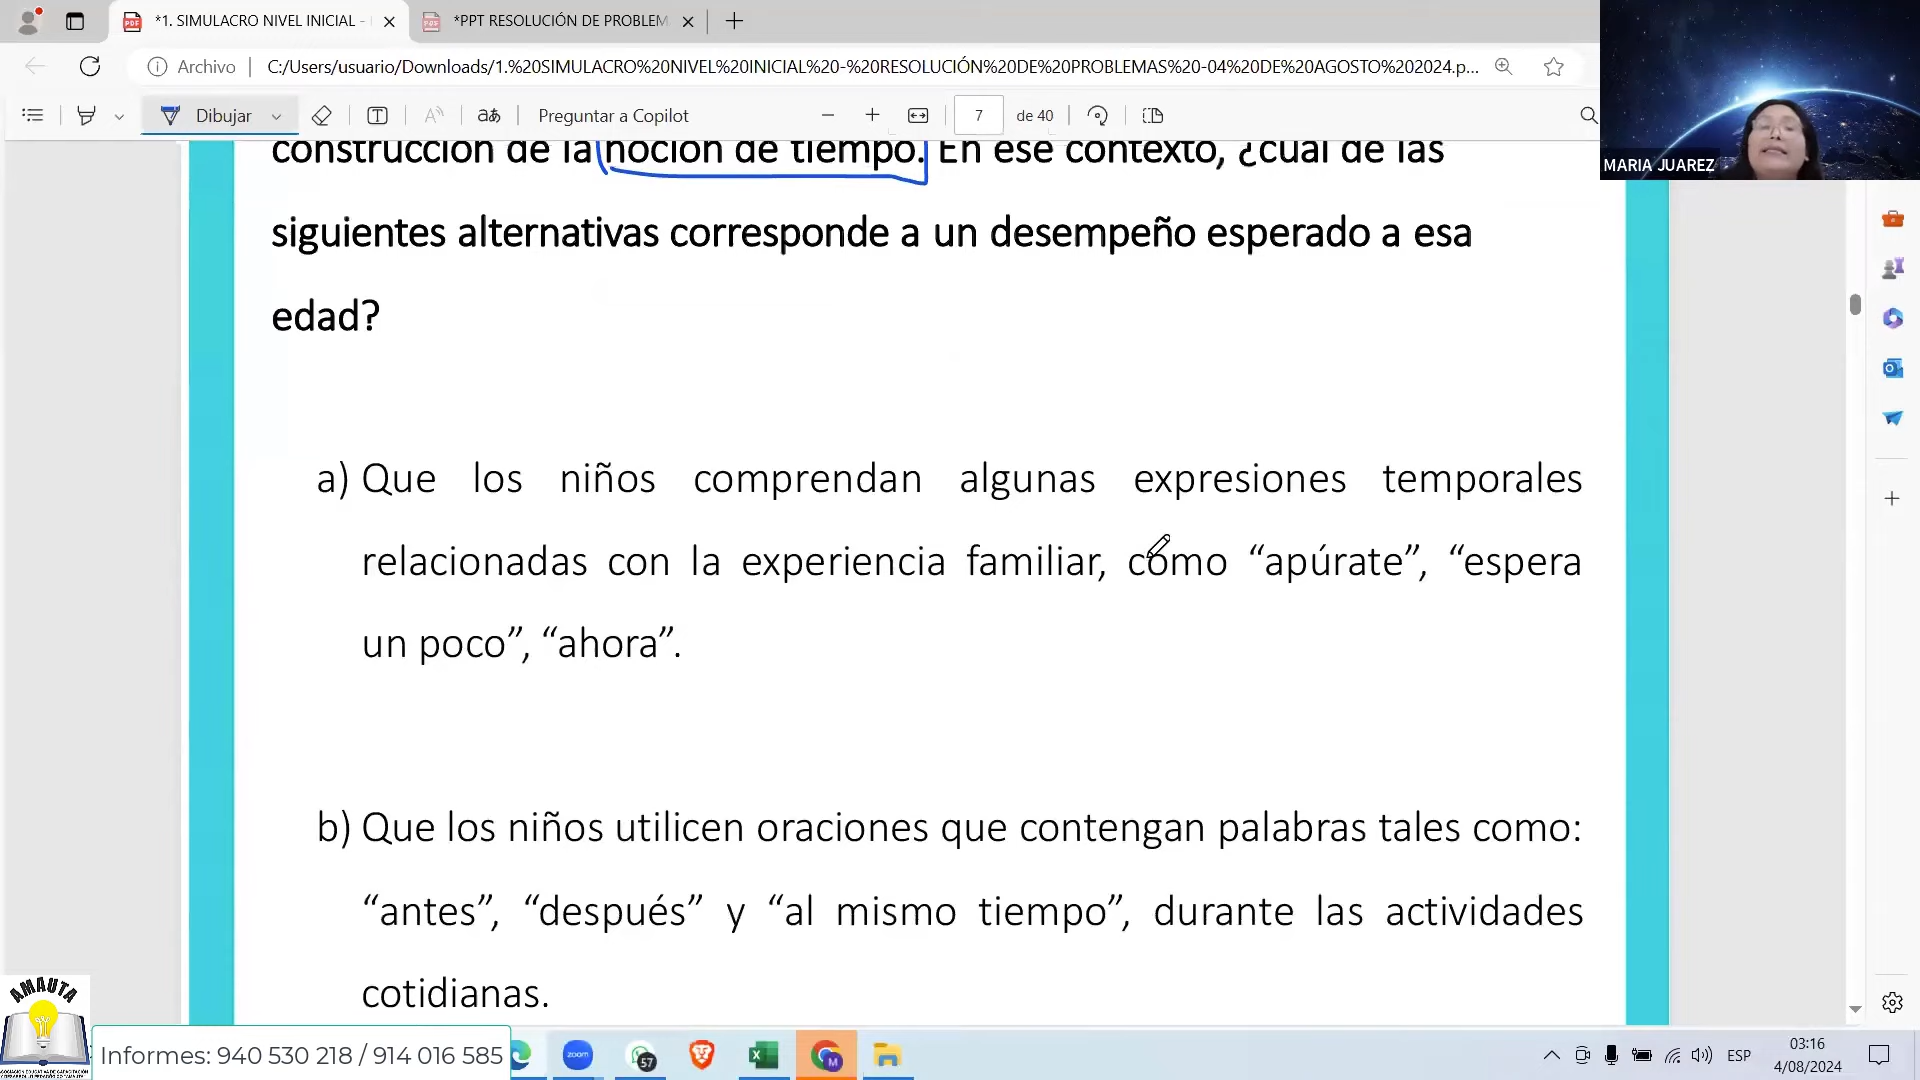 *1. SIMULACRO NIVEL INICIAL -
*PPT RESOLUCIÓN DE PROBLEM
Archivo
C:/Users/usuario/Downloads/1.%20SIMULACRO%20NIVEL%20INICIAL%20-%20RESOLUCIÓN%20DE%20PROBLEMAS%20-04%20DE%20AGOSTO%202024.p...
Dibujar
Preguntar a Copilot
7 de 40
MARIA JUAREZ
construcción de la noción de tiempo. En ese contexto, ¿cuál de las
siguientes alternativas corresponde a un desempeño esperado a esa
edad?
a) Que los niños comprendan algunas expresiones temporales
relacionadas con la experiencia familiar, como “apúrate”, “espera
un poco”, “ahora”.
b) Que los niños utilicen oraciones que contengan palabras tales como:
“antes”, “después” y “al mismo tiempo”, durante las actividades
cotidianas.
AMAUTA
Informes: 940 530 218 / 914 016 585
zoom
57
M
ESP
03:16
4/08/2024